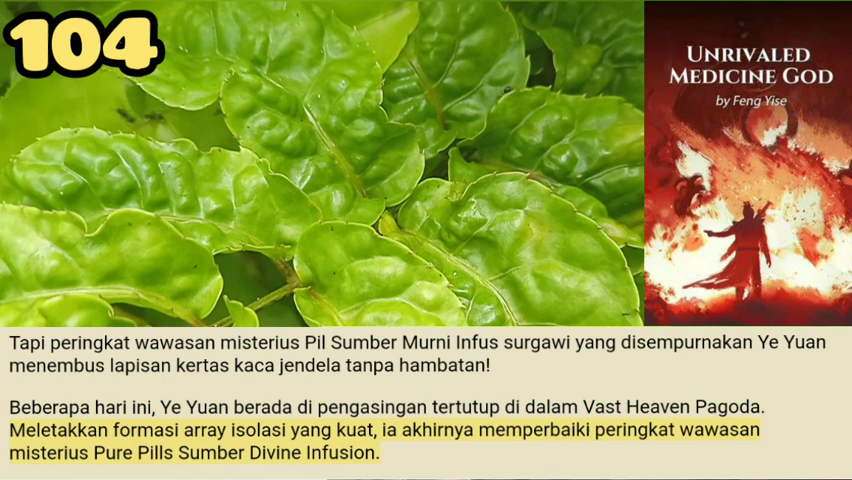 104
UNRIVALED
MEDICINE GOD
by Feng Yise
Tapi peringkat wawasan misterius Pil Sumber Murni Infus surgawi yang disempurnakan Ye Yuan
menembus lapisan kertas kaca jendela tanpa hambatan!
Beberapa hari ini, Ye Yuan berada di pengasingan tertutup di dalam Vast Heaven Pagoda.
Meletakkan formasi array isolasi yang kuat, ia akhirnya memperbaiki peringkat wawasan
misterius Pure Pills Sumber Divine Infusion.